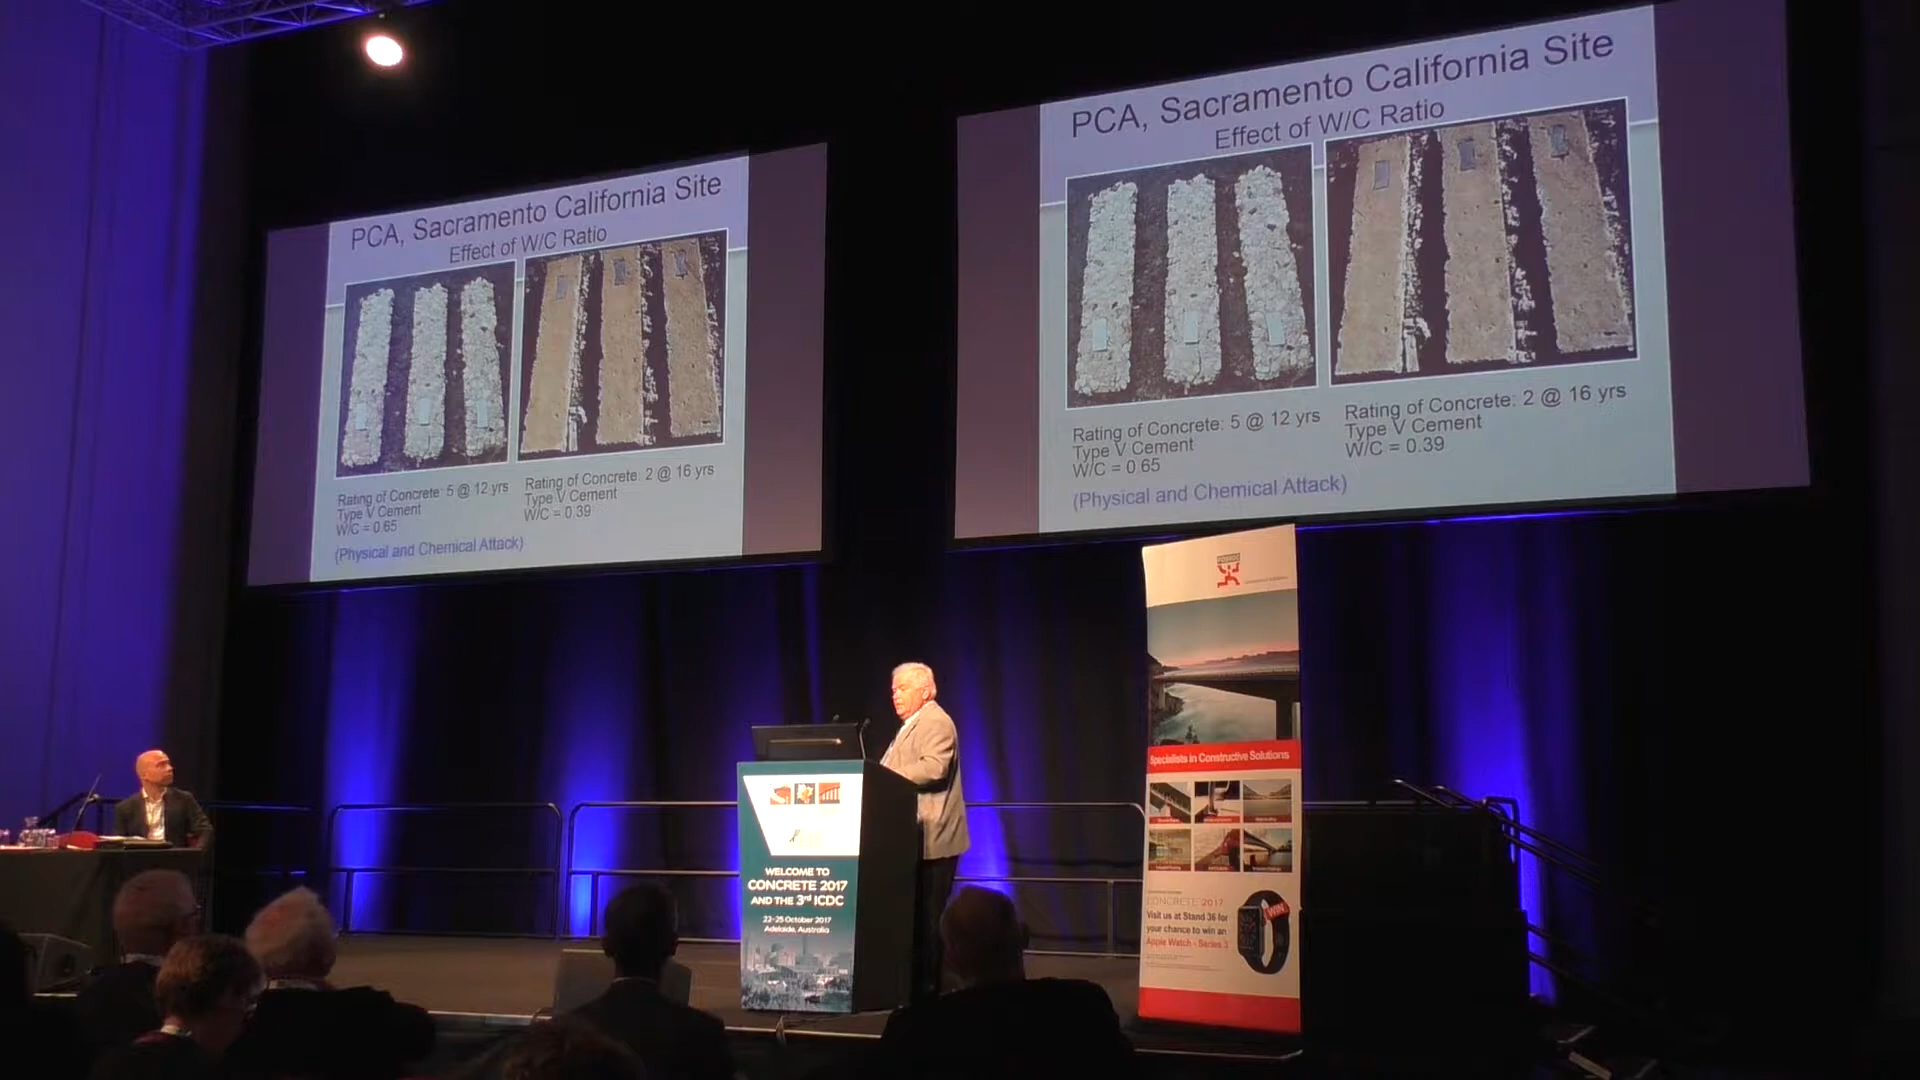 PCA, Sacramento California Site
Effect of W/C Ratio
Rating of Concrete: 5 @ 12 yrs
Type V Cement
W/C = 0.65
Rating of Concrete: 2 @ 16 yrs
Type V Cement
W/C = 0.39
(Physical and Chemical Attack)
PCA, Sacramento California Site
Effect of W/C Ratio
Rating of Concrete: 5 @ 12 yrs
Type V Cement
W/C = 0.65
Rating of Concrete: 2 @ 16 yrs
Type V Cement
W/C = 0.39
(Physical and Chemical Attack)
FOSROC
Specialists in Constructive Solutions
CONCRETE 2017
Visit us at Stand 36 for
your chance to win an
Apple Watch - Series 3
WIN
WELCOME TO
CONCRETE 2017
AND THE 3rd ICDC
22-25 October 2017
Adelaide, Australia